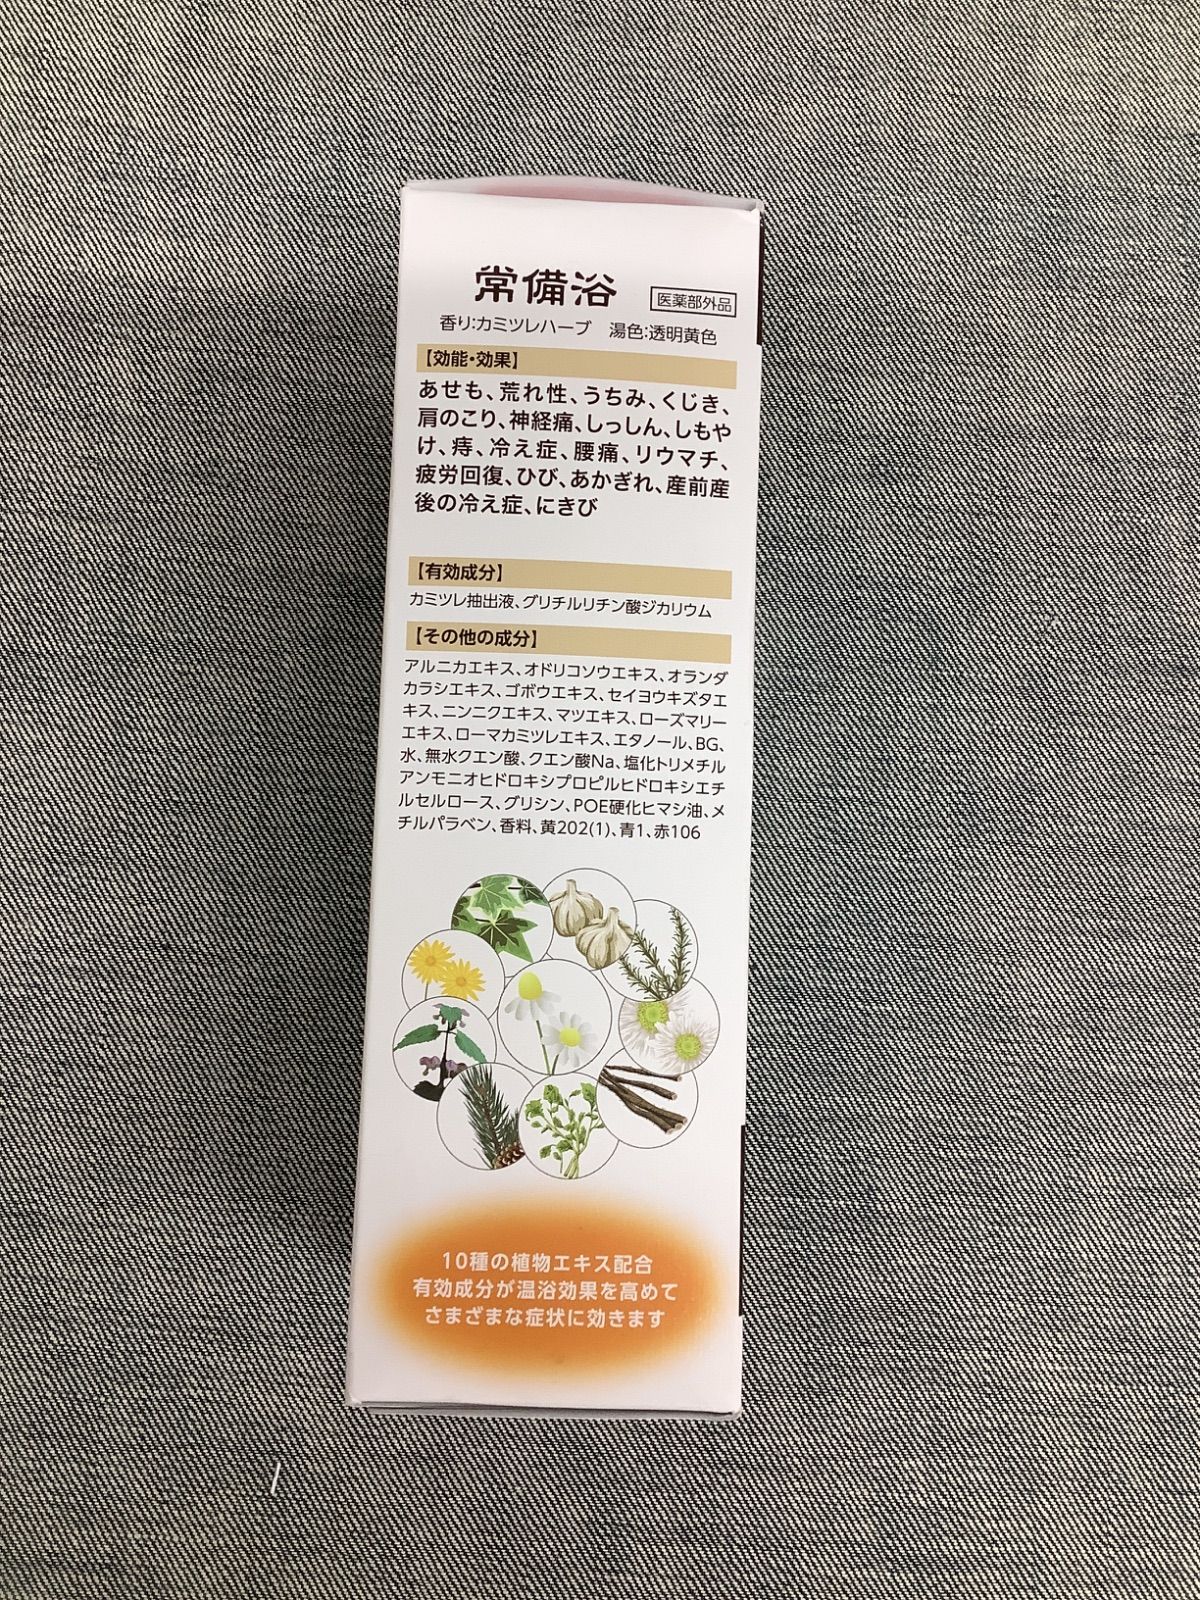 常備浴
医薬部外品
香り:カミツレハーブ 湯色:透明黄色
【効能・効果】
あせも、荒れ性、うちみ、くじき、
肩のこり、神経痛、しっしん、しもや
け、痔、冷え症、腰痛、リウマチ、
疲労回復、ひび、あかぎれ、産前産
後の冷え症、にきび
【有効成分】
カミツレ抽出液、グリチルリチン酸ジカリウム
【その他の成分】
アルニカエキス、オドリコソウエキス、オランダ
カラシエキス、ゴボウエキス、セイヨウキズタエ
キス、ニンニクエキス、マツエキス、ローズマリー
エキス、ローマカミツレエキス、エタノール、BG、
水、無水クエン酸、クエン酸Na、塩化トリメチル
アンモニオヒドロキシプロピルヒドロキシエチ
ルセルロース、グリシン、POE硬化ヒマシ油、メ
チルパラベン、香料、黄202(1)、青1、赤106
10種の植物エキス配合
有効成分が温浴効果を高めて
さまざまな症状に効きます